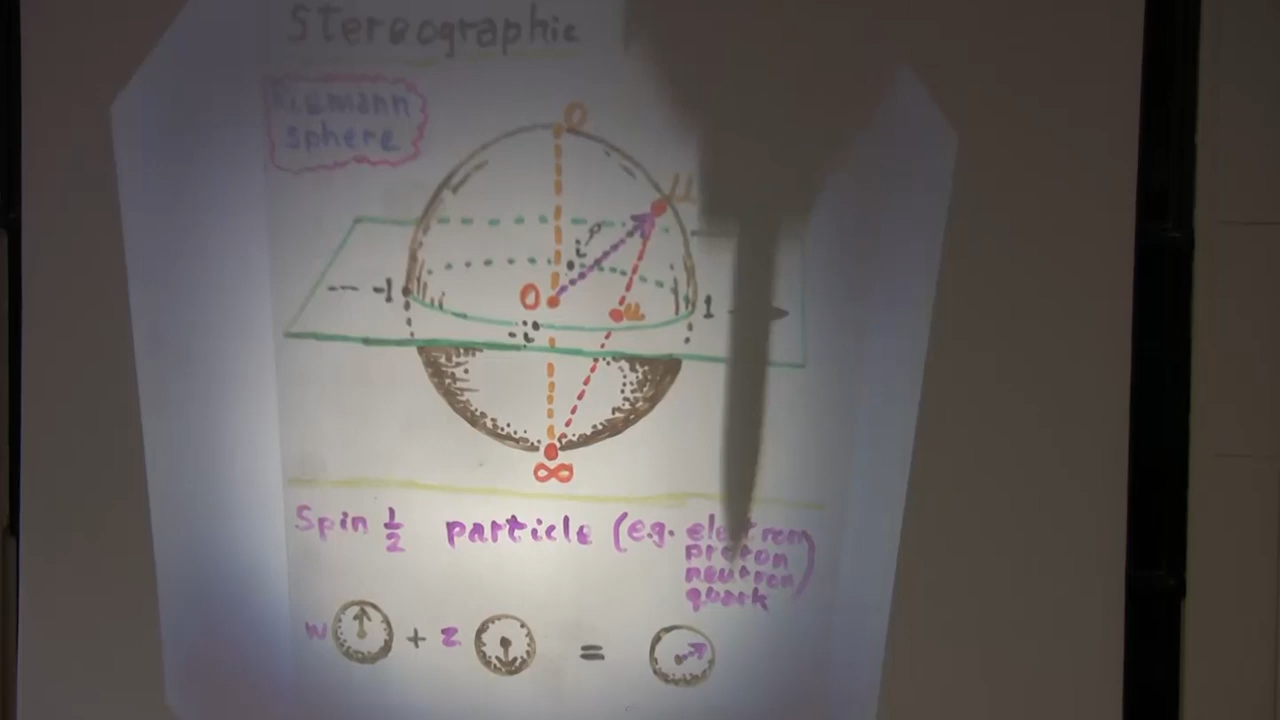 Stereographic
Riemann
sphere
0
u
i
-1
0
u
1
-i
∞
Spin 1/2 particle (e.g. electron
proton
neutron)
quark
w + z =